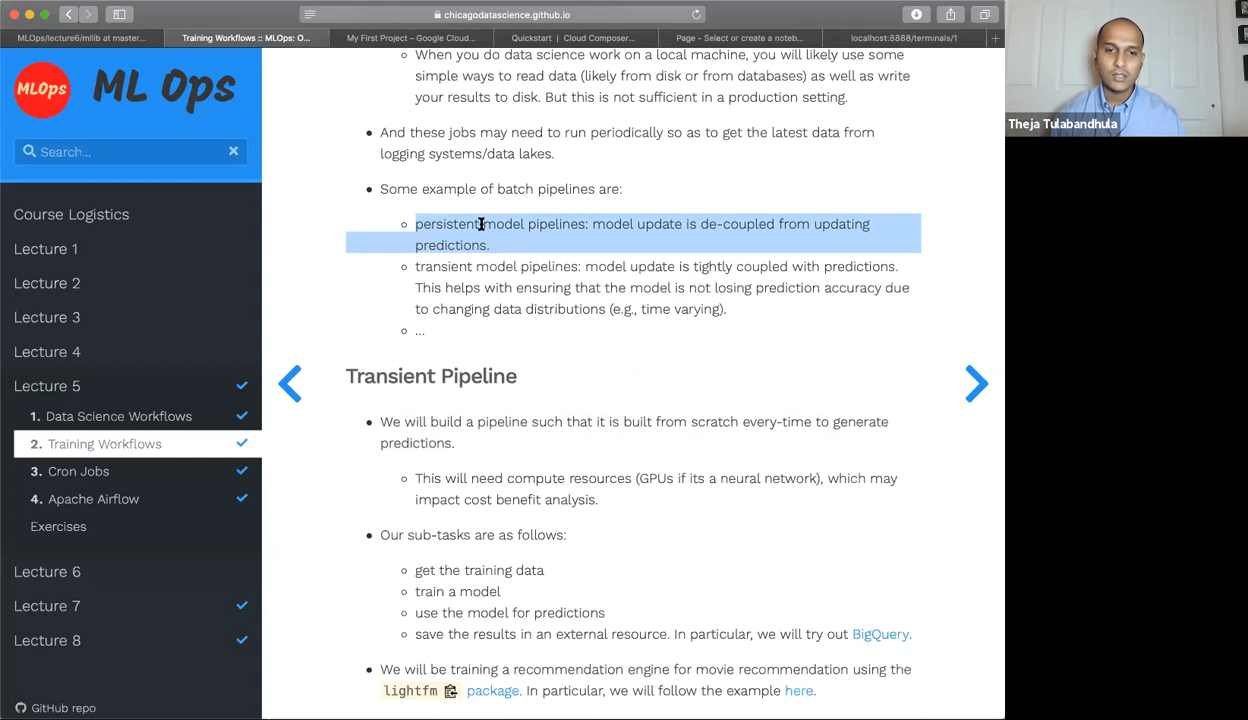 chicagodatascience.github.io
MLOps/lecture6/mllib at master...
Training Workflows :: MLOps: O...
My First Project – Google Cloud...
Quickstart | Cloud Composer...
Page - Select or create a noteb...
localhost:8888/terminals/1
MLOps
ML Ops
Search...
Course Logistics
Lecture 1
Lecture 2
Lecture 3
Lecture 4
Lecture 5
1. Data Science Workflows
2. Training Workflows
3. Cron Jobs
4. Apache Airflow
Exercises
Lecture 6
Lecture 7
Lecture 8
GitHub repo
When you do data science work on a local machine, you will likely use some
simple ways to read data (likely from disk or from databases) as well as write
your results to disk. But this is not sufficient in a production setting.
And these jobs may need to run periodically so as to get the latest data from
logging systems/data lakes.
Some example of batch pipelines are:
persistent model pipelines: model update is de-coupled from updating
predictions.
transient model pipelines: model update is tightly coupled with predictions.
This helps with ensuring that the model is not losing prediction accuracy due
to changing data distributions (e.g., time varying).
...
Transient Pipeline
We will build a pipeline such that it is built from scratch every-time to generate
predictions.
This will need compute resources (GPUs if its a neural network), which may
impact cost benefit analysis.
Our sub-tasks are as follows:
get the training data
train a model
use the model for predictions
save the results in an external resource. In particular, we will try out BigQuery.
We will be training a recommendation engine for movie recommendation using the
lightfm package. In particular, we will follow the example here.
Theja Tulabandhula